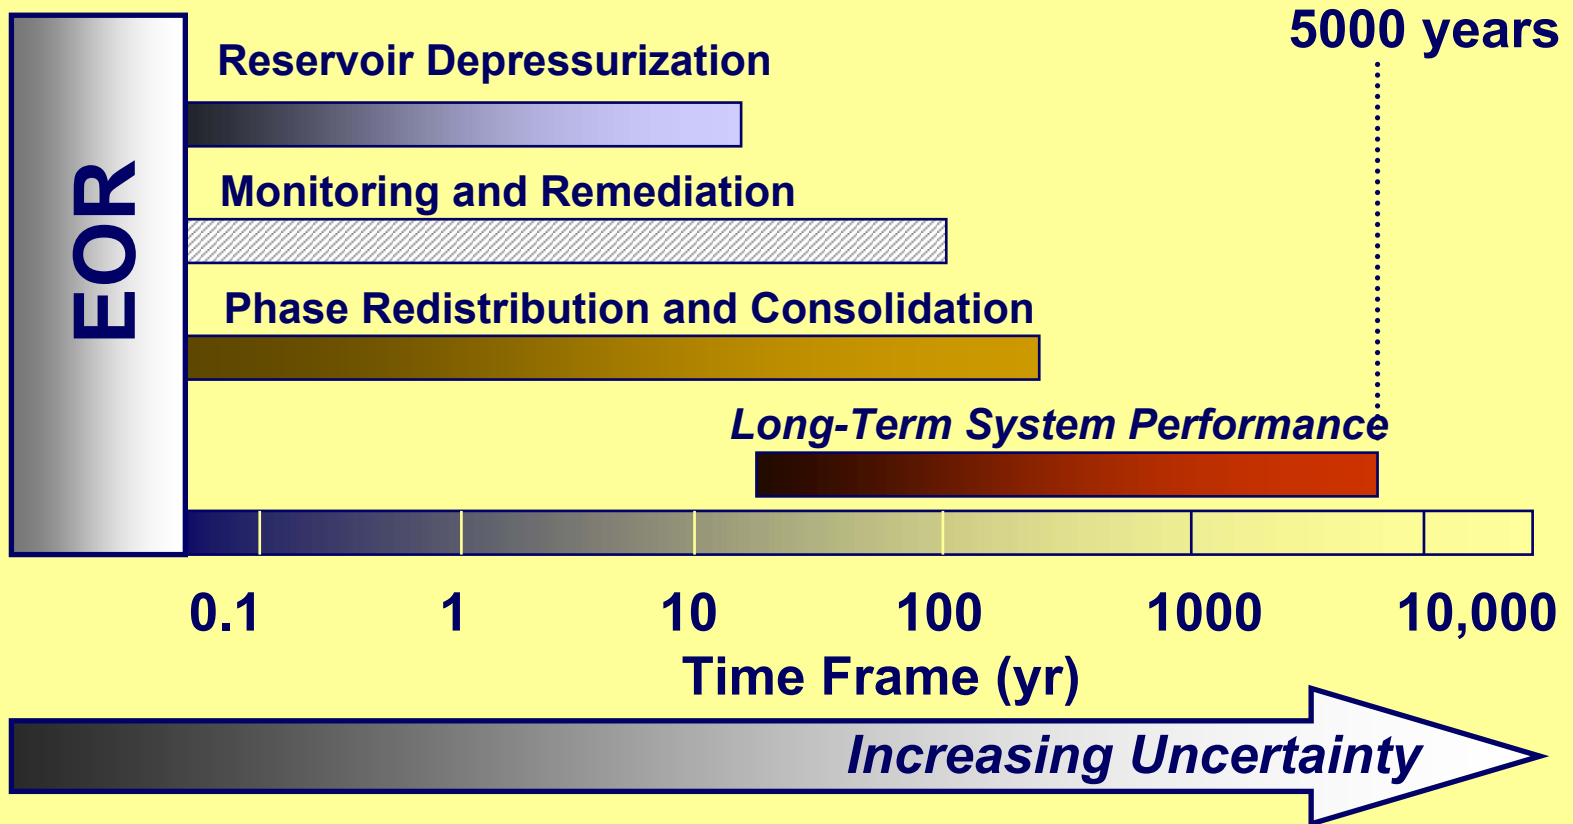 5000 years
Reservoir Depressurization
EOR
Monitoring and Remediation
Phase Redistribution and Consolidation
Long-Term System Performance
0.1 1 10 100 1000 10,000
Time Frame (yr)
Increasing Uncertainty